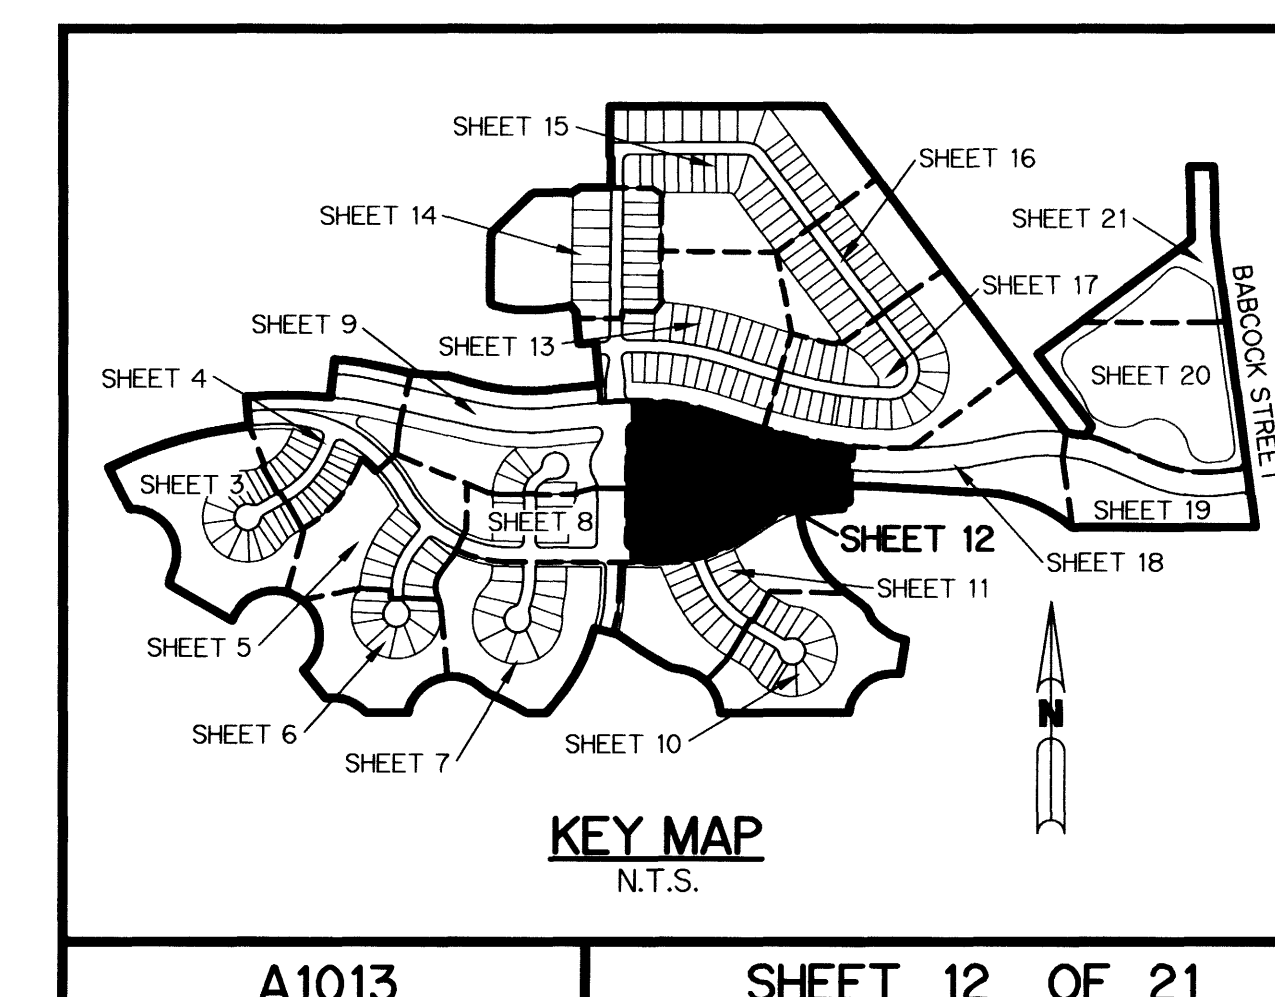 SHEET 15
SHEET 16
SHEET 14
SHEET 21
SHEET 17
BABCOCK STREET
SHEET 9
SHEET 13
SHEET 4
SHEET 20
SHEET 3
SHEET 8
SHEET 19
SHEET 12
SHEET 18
SHEET 11
SHEET 5
SHEET 6
SHEET 10
SHEET 7
N
KEY MAP
N.T.S.
A1013
SHEET 12 OF 21